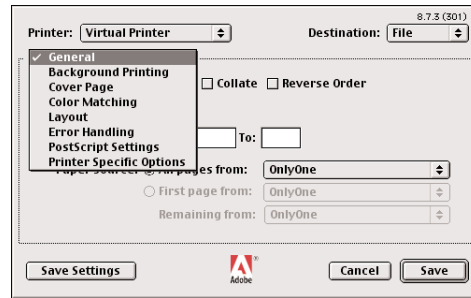 8.7.3 (301)
Printer: Virtual Printer Destination: File
✓ General
Background Printing
Cover Page
Collate Reverse Order
Color Matching
Layout
Error Handling
To:
PostScript Settings
Printer Specific Options
Paper Source: All pages from: OnlyOne
First page from: OnlyOne
Remaining from: OnlyOne
Save Settings
Adobe
®
Cancel Save